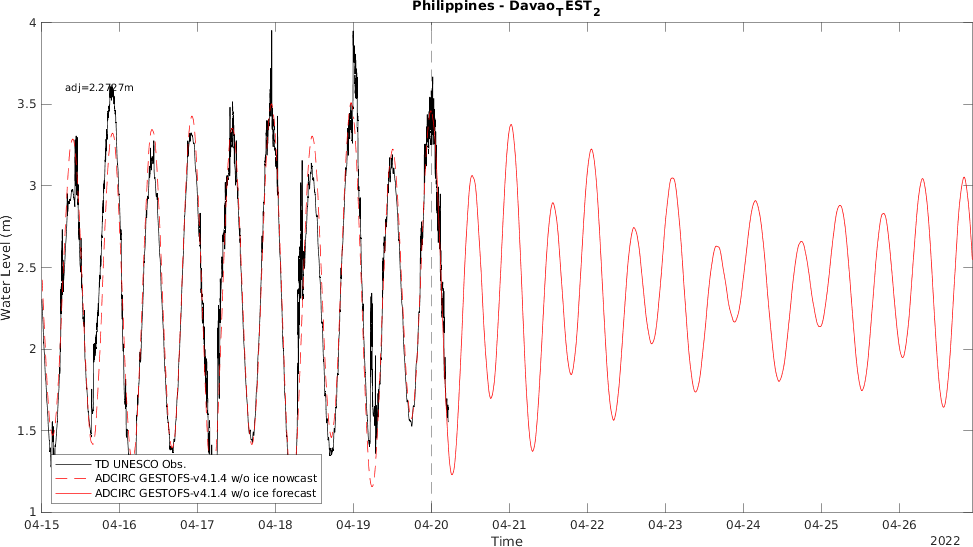 Philippines - Davao_TEST_2
4
3.5
3
2.5
2
1.5
1
Water Level (m)
adj=2.2727m
TD UNESCO Obs.
ADCIRC GESTOFS-v4.1.4 w/o ice nowcast
ADCIRC GESTOFS-v4.1.4 w/o ice forecast
04-15 04-16 04-17 04-18 04-19 04-20 04-21 04-22 04-23 04-24 04-25 04-26
Time
2022